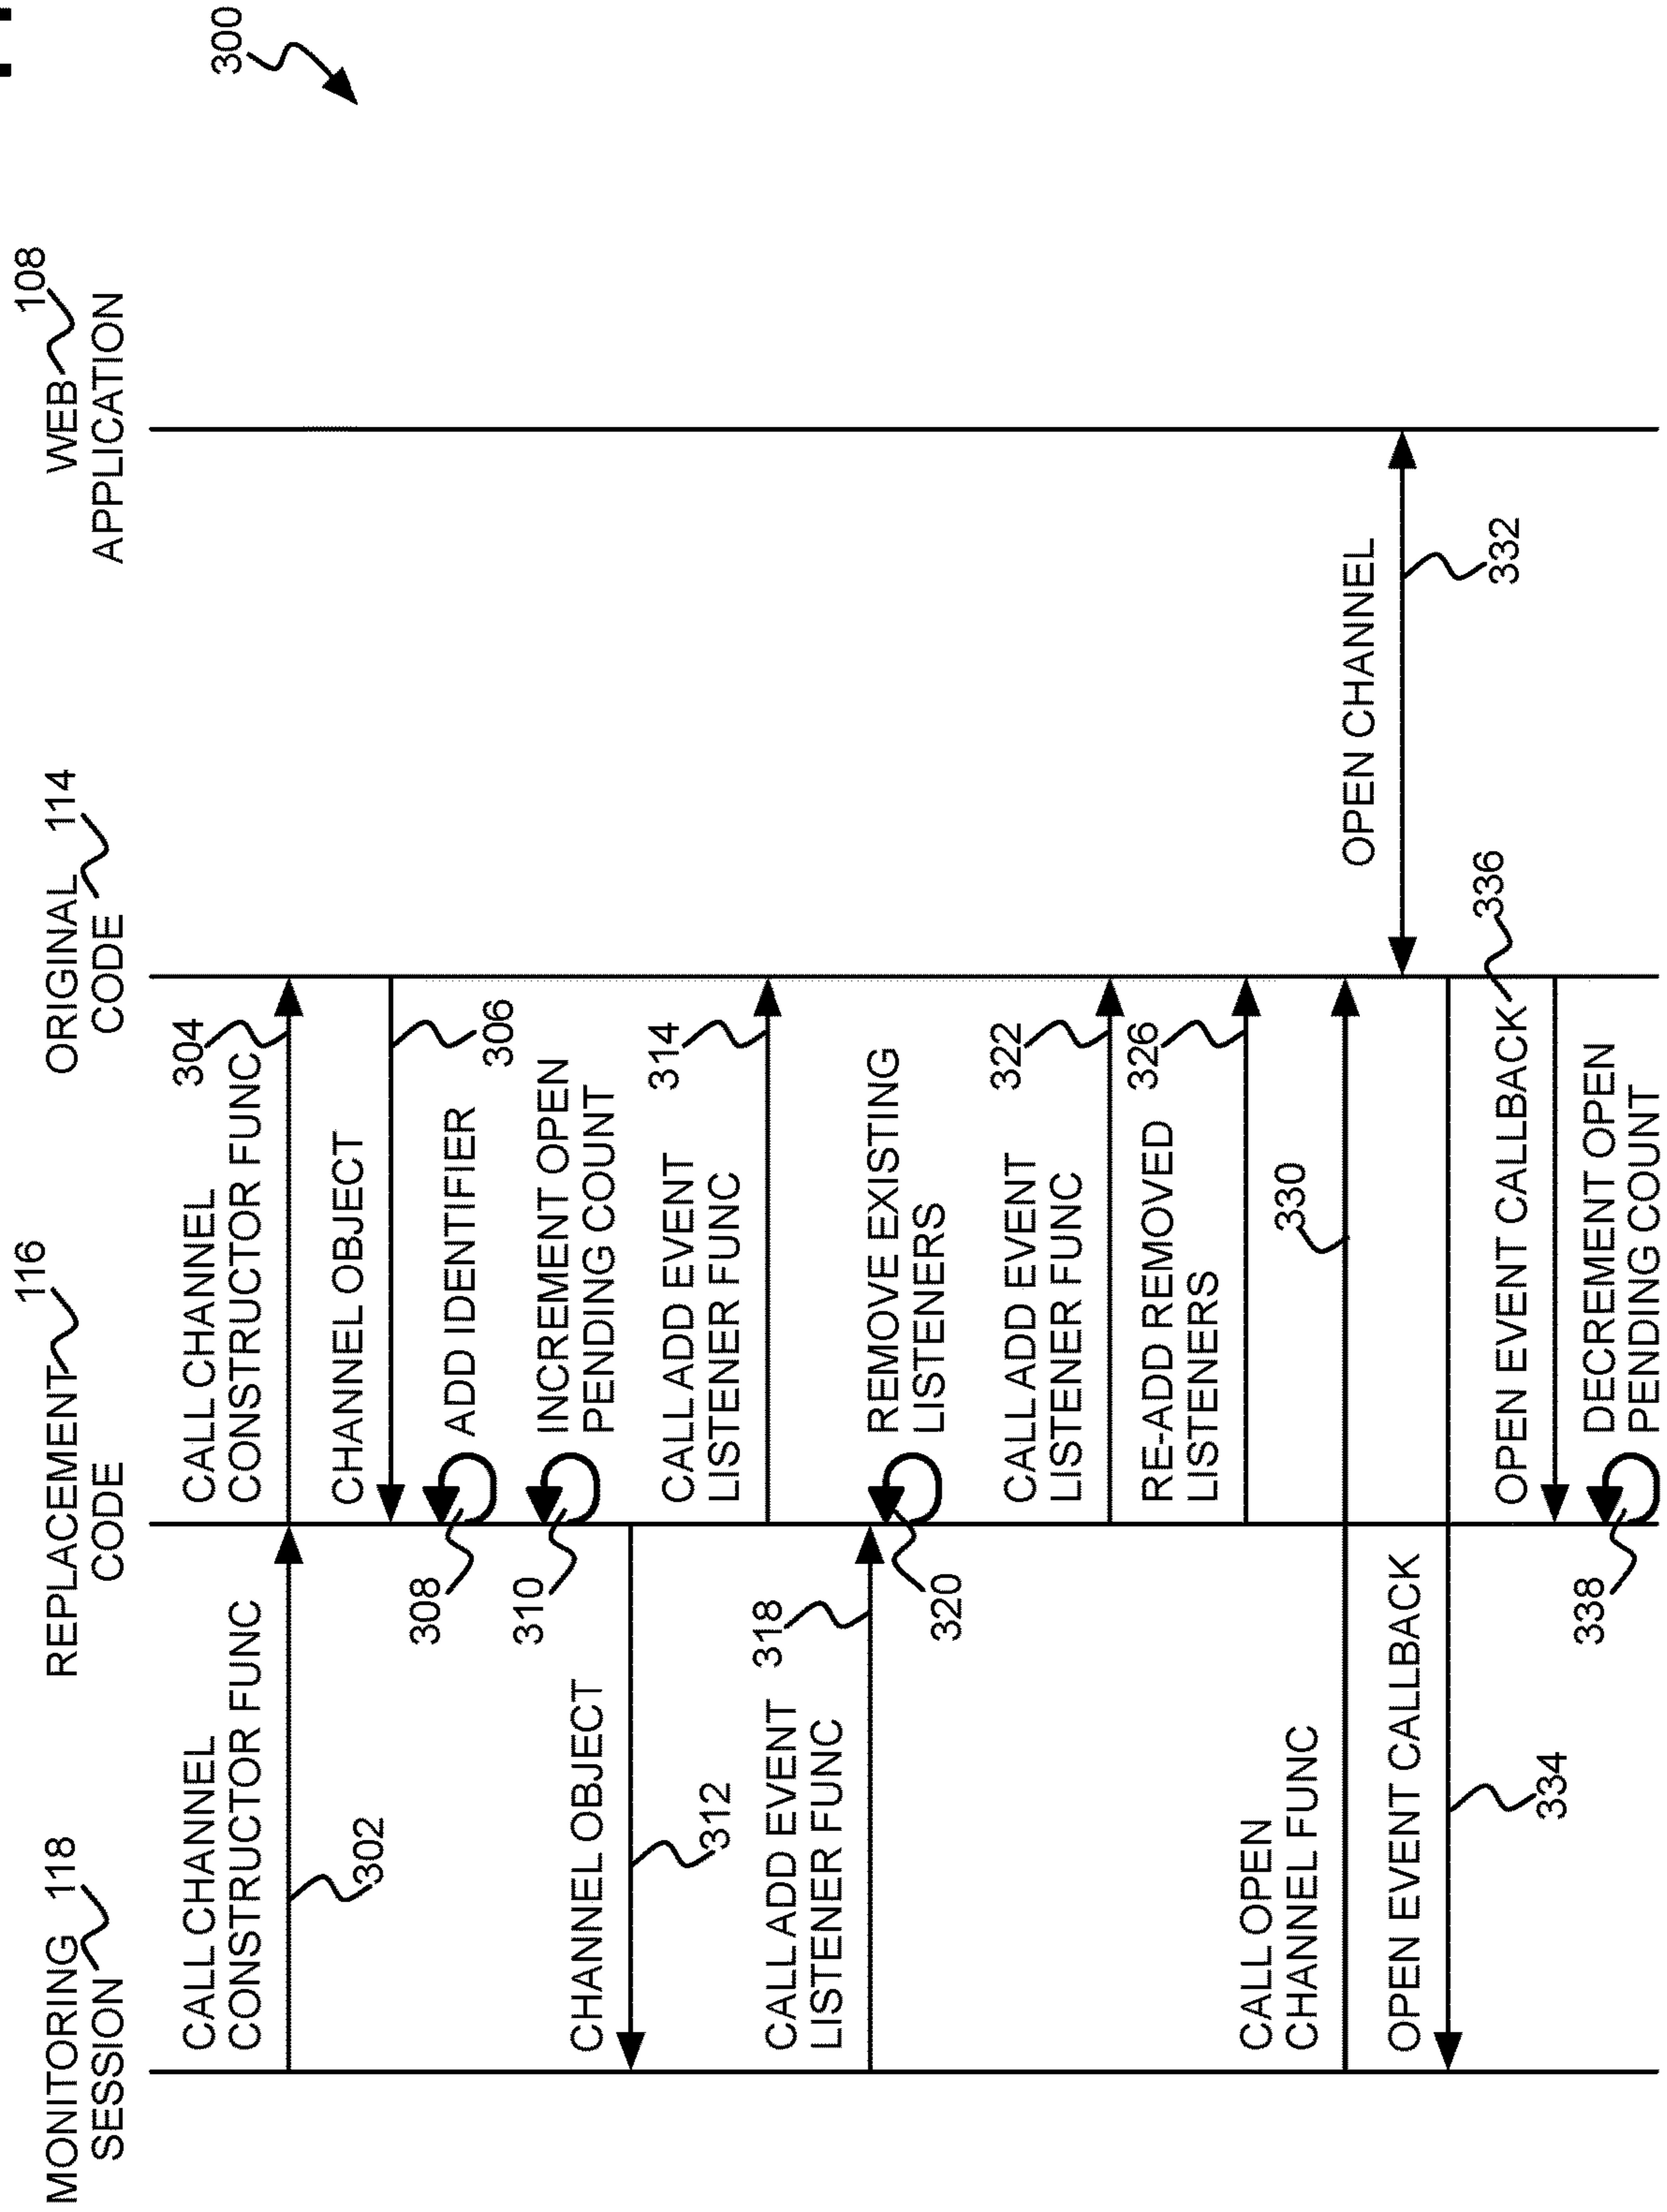 300
MONITORING 118
SESSION
REPLACEMENT 116
CODE
ORIGINAL 114
CODE
WEB 108
APPLICATION
CALL CHANNEL
CONSTRUCTOR FUNC
302
CALL CHANNEL
CONSTRUCTOR FUNC
304
CHANNEL OBJECT
306
308
ADD IDENTIFIER
310
INCREMENT OPEN
PENDING COUNT
CHANNEL OBJECT
312
CALL ADD EVENT
LISTENER FUNC
314
CALL ADD EVENT
LISTENER FUNC
318
320
REMOVE EXISTING
LISTENERS
CALL ADD EVENT
LISTENER FUNC
322
RE-ADD REMOVED
LISTENERS
326
CALL OPEN
CHANNEL FUNC
330
OPEN CHANNEL
332
OPEN EVENT CALLBACK
334
OPEN EVENT CALLBACK
336
338
DECREMENT OPEN
PENDING COUNT